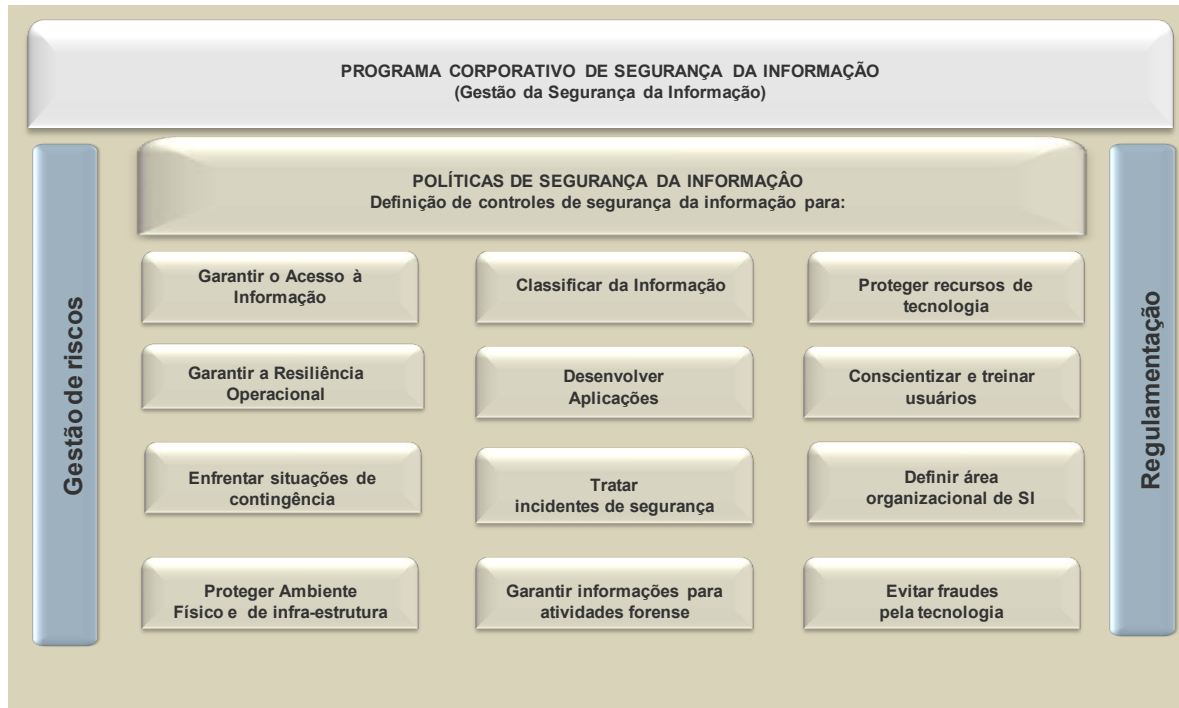 PROGRAMA CORPORATIVO DE SEGURANÇA DA INFORMAÇÃO
(Gestão da Segurança da Informação)
Gestão de riscos
POLÍTICAS DE SEGURANÇA DA INFORMAÇÂO
Definição de controles de segurança da informação para:
Garantir o Acesso à
Informação
Classificar da Informação
Proteger recursos de
tecnologia
Garantir a Resiliência
Operacional
Desenvolver
Aplicações
Conscientizar e treinar
usuários
Enfrentar situações de
contingência
Tratar
incidentes de segurança
Definir área
organizacional de SI
Proteger Ambiente
Físico e de infra-estrutura
Garantir informações para
atividades forense
Evitar fraudes
pela tecnologia
Regulamentação